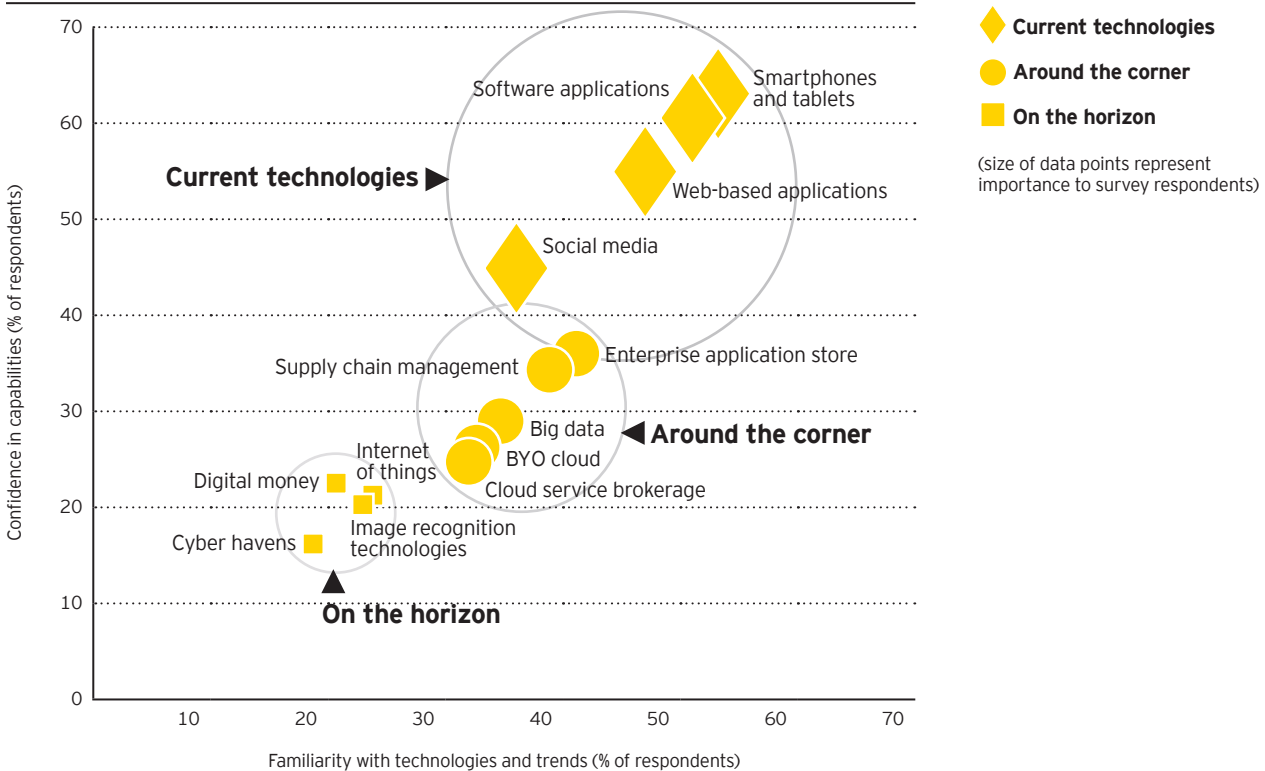 70
60
50
40
30
20
10
0
Confidence in capabilities (% of respondents)
Software applications
Smartphones
and tablets
Current technologies
Web-based applications
Social media
Supply chain management
Enterprise application store
Big data
Around the corner
BYO cloud
Cloud service brokerage
Internet
of things
Digital money
Image recognition
technologies
Cyber havens
On the horizon
10 20 30 40 50 60 70
Familiarity with technologies and trends (% of respondents)
Current technologies
Around the corner
On the horizon
(size of data points represent
importance to survey respondents)